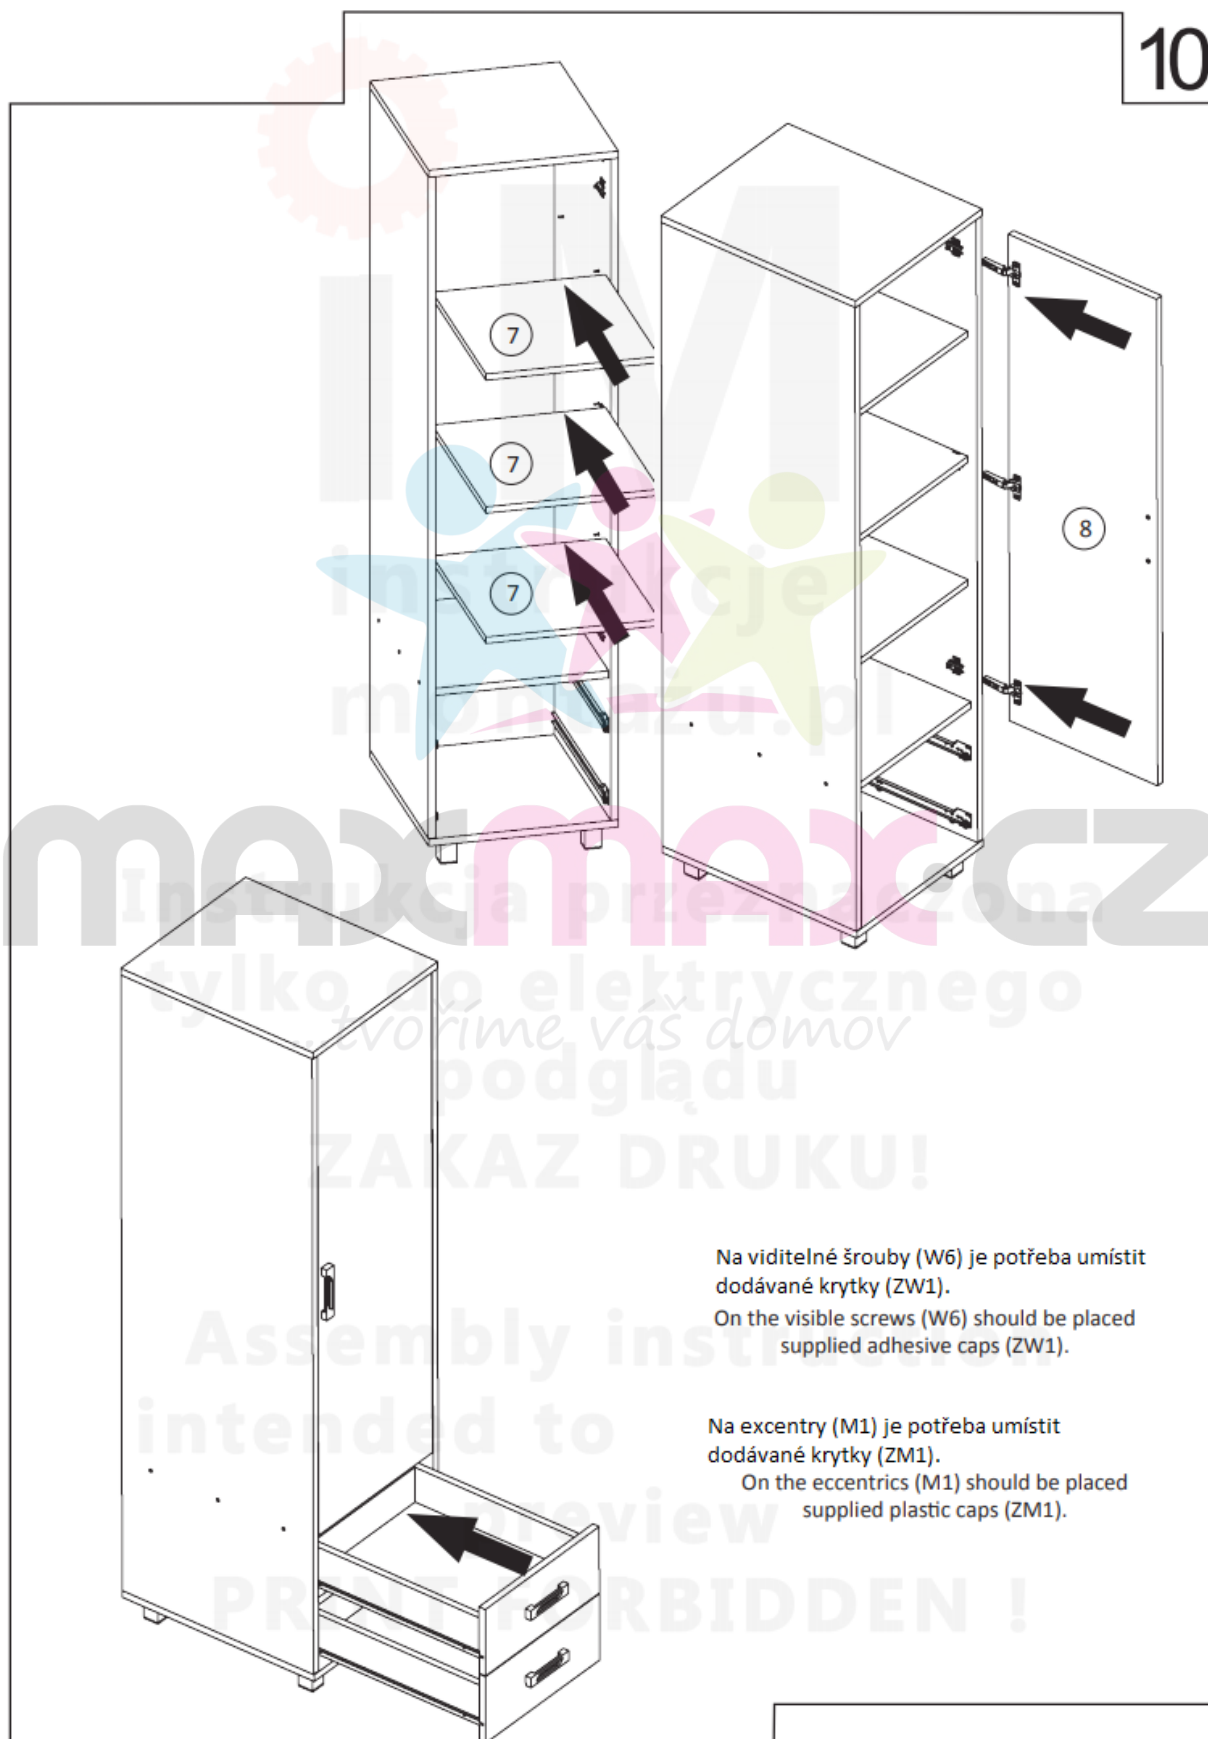 10
7
7
7
8
iM
instrukcje
montażu.pl
maxmax.cz
Instrukcja przeznaczona
tylko do elektrycznego
...tvoříme váš domov
podglądu
ZAKAZ DRUKU!
Na viditelné šrouby (W6) je potřeba umístit
dodávané krytky (ZW1).
On the visible screws (W6) should be placed
supplied adhesive caps (ZW1).
Assembly instruction
intended to
Na excentry (M1) je potřeba umístit
dodávané krytky (ZM1).
On the eccentrics (M1) should be placed
supplied plastic caps (ZM1).
preview
PRINT FORBIDDEN !